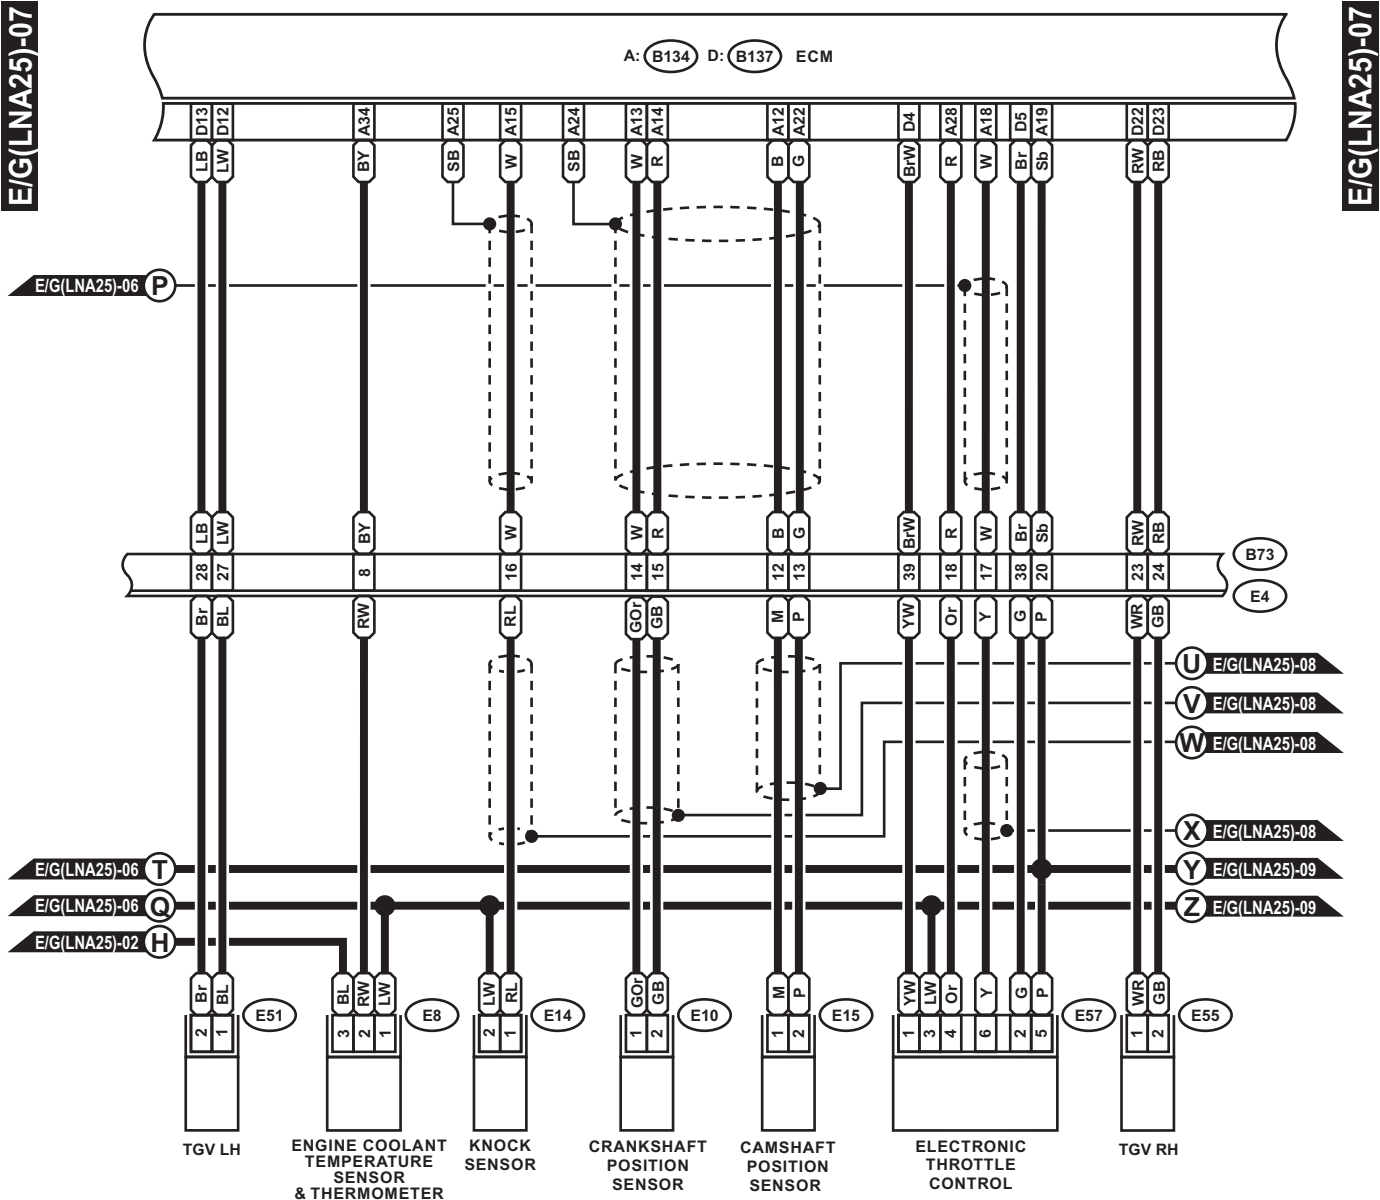 E/G(LNA25)-07
E/G(LNA25)-07
A: B134 D: B137 ECM
D13 D12 A34 A25 A15 A24 A13 A14 A12 A22 D4 A28 A18 D5 A19 D22 D23
LB LW BY SB W SB W R B G BrW R W Br Sb RW RB
E/G(LNA25)-06 P
LB LW BY W W R B G BrW R W Br Sb RW RB
B73
28 27 8 16 14 15 12 13 39 18 17 38 20 23 24
E4
Br BL RW RL GOr GB M P YW Or Y G P WR GB
U E/G(LNA25)-08
V E/G(LNA25)-08
W E/G(LNA25)-08
X E/G(LNA25)-08
E/G(LNA25)-06 T
Y E/G(LNA25)-09
E/G(LNA25)-06 Q
Z E/G(LNA25)-09
E/G(LNA25)-02 H
Br BL BL RW LW LW RL GOr GB M P YW LW Or Y G P WR GB
E51 E8 E14 E10 E15 E57 E55
2 1 3 2 1 2 1 1 2 1 2 1 3 4 6 2 5 1 2
TGV LH
ENGINE COOLANT
TEMPERATURE
SENSOR
& THERMOMETER
KNOCK
SENSOR
CRANKSHAFT
POSITION
SENSOR
CAMSHAFT
POSITION
SENSOR
ELECTRONIC
THROTTLE
CONTROL
TGV RH